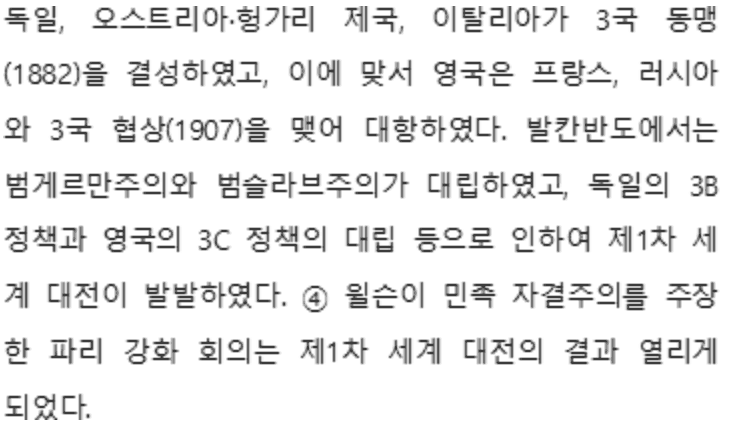 독일, 오스트리아·헝가리 제국, 이탈리아가 3국 동맹
(1882)을 결성하였고, 이에 맞서 영국은 프랑스, 러시아
와 3국 협상(1907)을 맺어 대항하였다. 발칸반도에서는
범게르만주의와 범슬라브주의가 대립하였고, 독일의 3B
정책과 영국의 3C 정책의 대립 등으로 인하여 제1차 세
계 대전이 발발하였다. ④ 윌슨이 민족 자결주의를 주장
한 파리 강화 회의는 제1차 세계 대전의 결과 열리게
되었다.